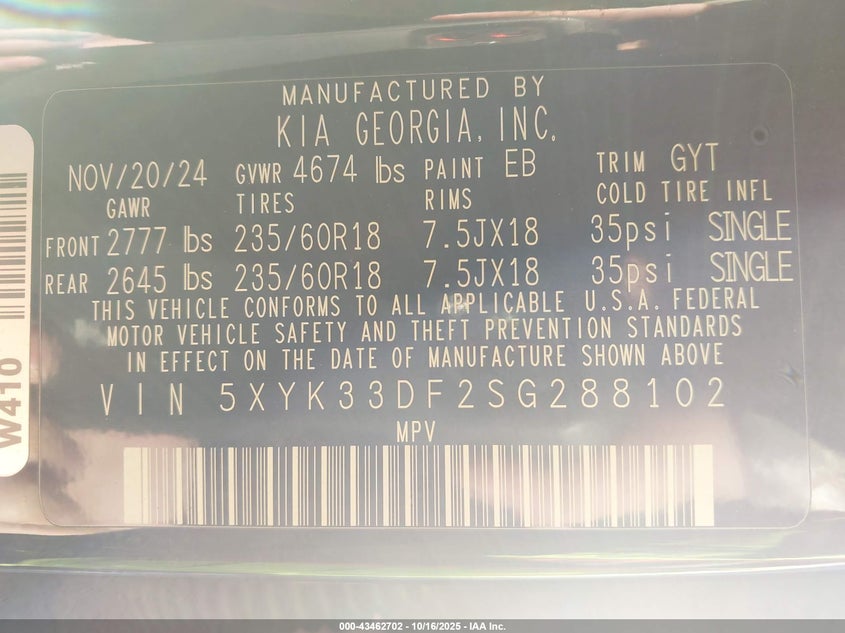 MANUFACTURED BY
KIA GEORGIA, INC.
NOV/20/24 GVWR 4674 lbs PAINT EB TRIM GYT
GAWR TIRES RIMS COLD TIRE INFL
FRONT 2777 lbs 235/60R18 7.5JX18 35psi SINGLE
REAR 2645 lbs 235/60R18 7.5JX18 35psi SINGLE
THIS VEHICLE CONFORMS TO ALL APPLICABLE U.S.A. FEDERAL
MOTOR VEHICLE SAFETY AND THEFT PREVENTION STANDARDS
IN EFFECT ON THE DATE OF MANUFACTURE SHOWN ABOVE
VIN 5XYK33DF2SG288102
MPV
W410
000-43462702 - 10/16/2025 - IAA Inc.